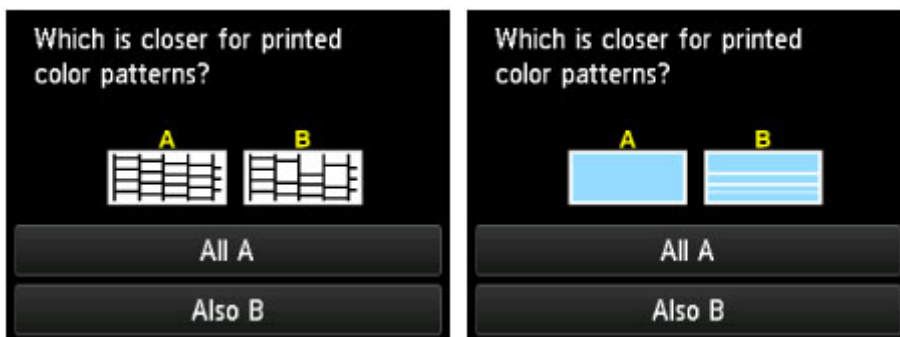 Which is closer for printed
color patterns?
A B
All A
Also B
Which is closer for printed
color patterns?
A B
All A
Also B